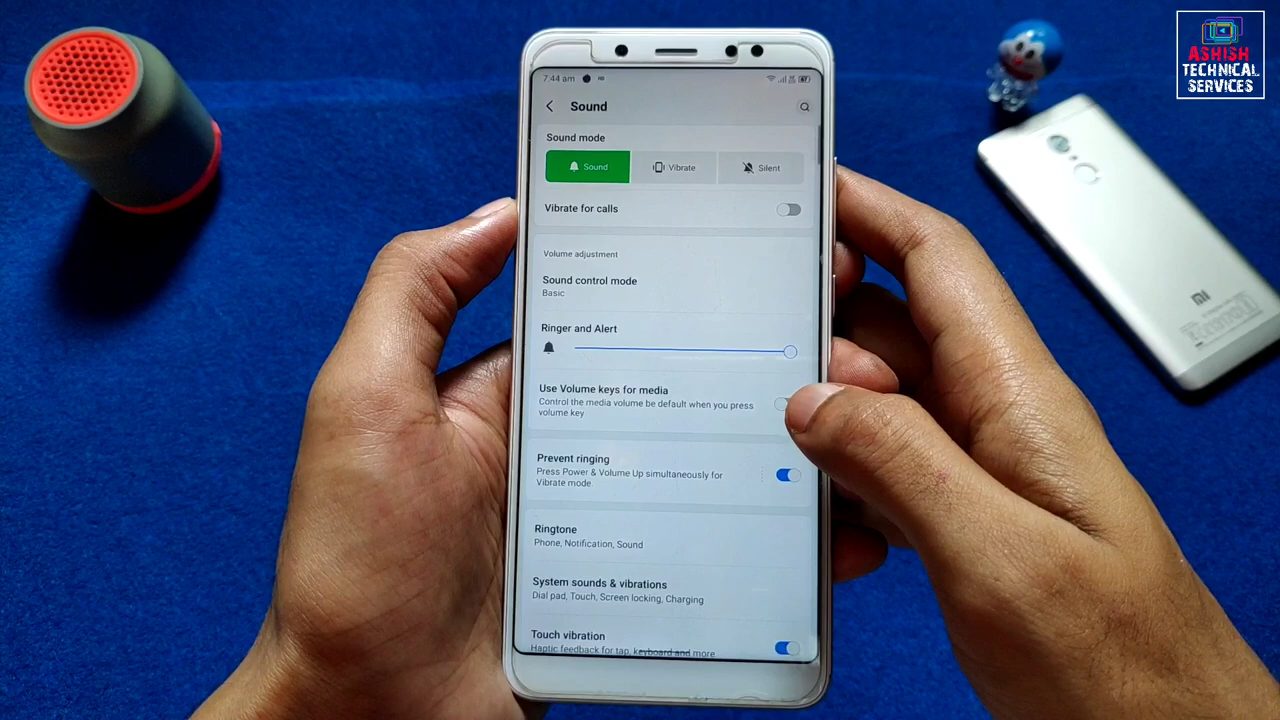 ASHISH
TECHNICAL
SERVICES
7:44 am
Sound
Sound mode
Sound
Vibrate
Silent
Vibrate for calls
Volume adjustment
Sound control mode
Basic
Ringer and Alert
Use Volume keys for media
Control the media volume be default when you press
volume key
Prevent ringing
Press Power & Volume Up simultaneously for
Vibrate mode.
Ringtone
Phone, Notification, Sound
System sounds & vibrations
Dial pad, Touch, Screen locking, Charging
Touch vibration
Haptic feedback for tap, keyboard and more
mi